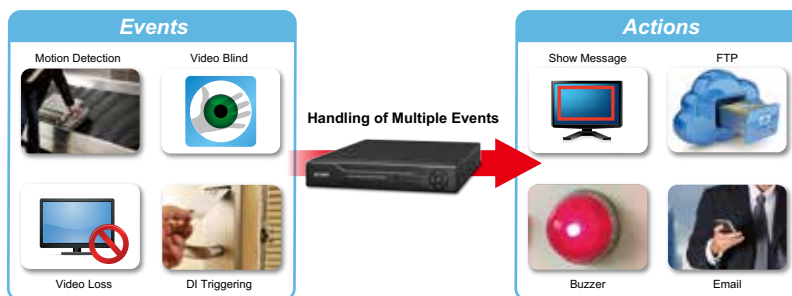 Events
Actions
Motion Detection
Video Blind
Show Message
FTP
Handling of Multiple Events
Video Loss
DI Triggering
Buzzer
Email